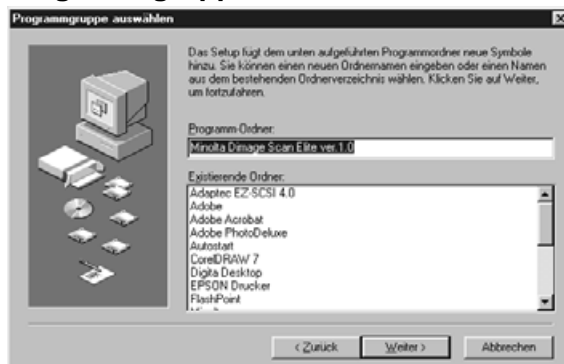 Programmgruppe auswählen
Das Setup fügt dem unten aufgeführten Programmordner neue Symbole
hinzu. Sie können einen neuen Ordnernamen eingeben oder einen Namen
aus dem bestehenden Ordnerverzeichnis wählen. Klicken Sie auf Weiter,
um fortzufahren.
Programm-Ordner:
Minolta Dimage Scan Elite ver.1.0
Existierende Ordner:
Adaptec EZ-SCSI 4.0
Adobe
Adobe Acrobat
Adobe PhotoDeluxe
Autostart
CorelDRAW 7
Digita Desktop
EPSON Drucker
FlashPoint
< Zurück
Weiter >
Abbrechen